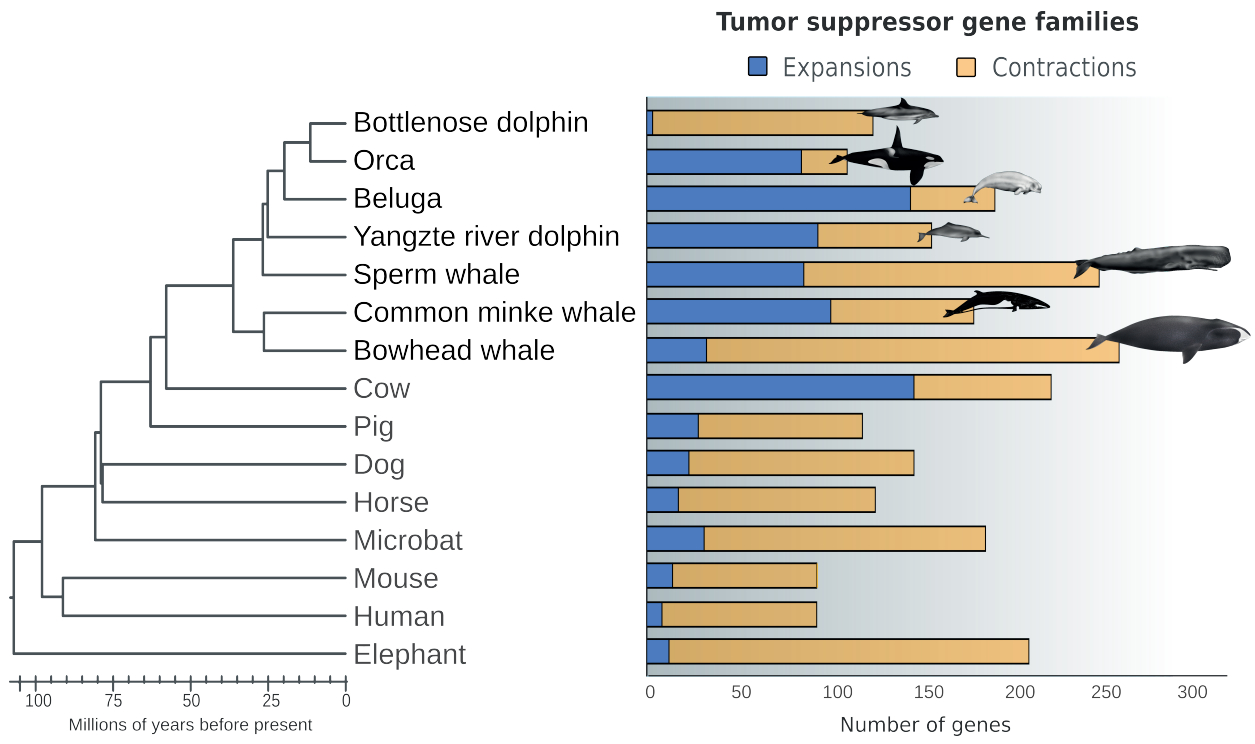 Tumor suppressor gene families
Expansions Contractions
Bottlenose dolphin
Orca
Beluga
Yangzte river dolphin
Sperm whale
Common minke whale
Bowhead whale
Cow
Pig
Dog
Horse
Microbat
Mouse
Human
Elephant
100 75 50 25 0
Millions of years before present
0 50 100 150 200 250 300
Number of genes